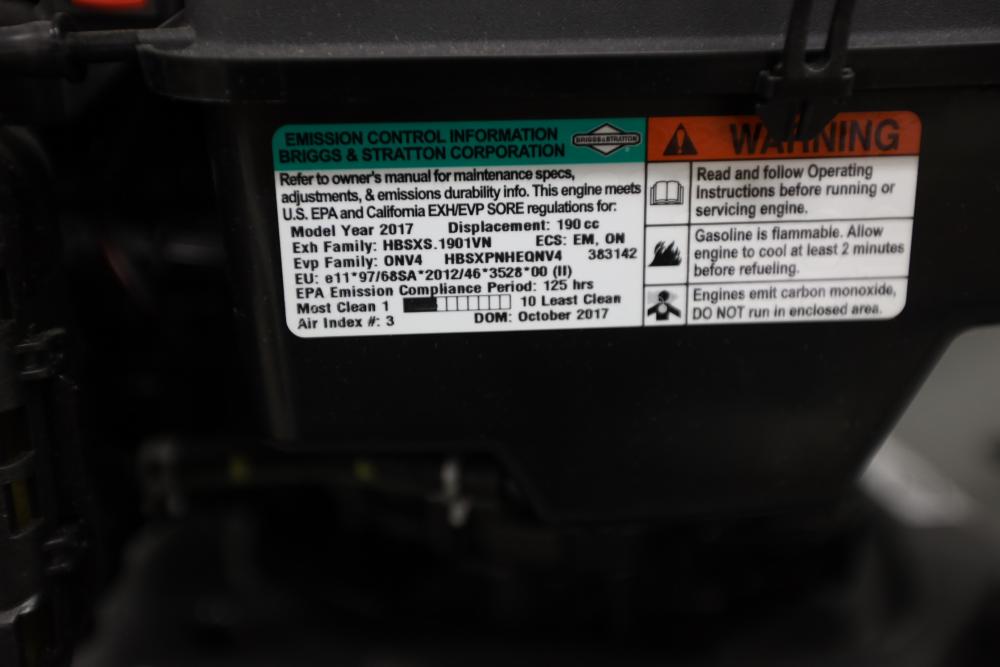 EMISSION CONTROL INFORMATION
BRIGGS & STRATTON CORPORATION
BRIGGS & STRATTON
Refer to owner's manual for maintenance specs,
adjustments, & emissions durability info. This engine meets
U.S. EPA and California EXH/EVP SORE regulations for:
Model Year 2017 Displacement: 190 cc
Exh Family: HBSXS.1901VN ECS: EM, ON
Evp Family: ONV4 HBSXPNHEQNV4 383142
EU: e11*97/68SA*2012/46*3528*00 (II)
EPA Emission Compliance Period: 125 hrs
Most Clean 1 10 Least Clean
Air Index #: 3 DOM: October 2017
WARNING
Read and follow Operating
Instructions before running or
servicing engine.
Gasoline is flammable. Allow
engine to cool at least 2 minutes
before refueling.
Engines emit carbon monoxide,
DO NOT run in enclosed area.